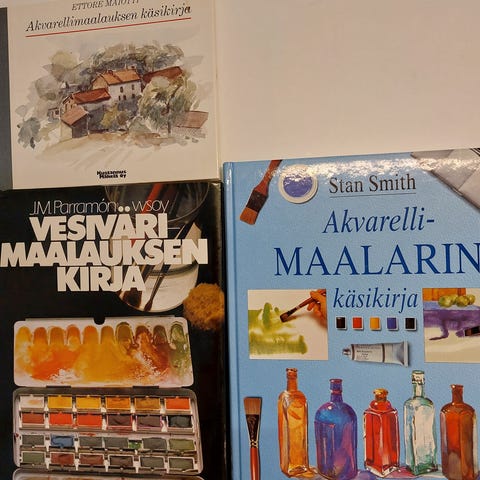 ETTORE MAIOTTI
Akvarellimaalauksen käsikirja
Kustannus
Mäkelä oy
J.M. Parramón wsoy
VESIVÄRI-
MAALAUKSEN
KIRJA
Stan Smith
Akvarelli-
MAALARIN
käsikirja